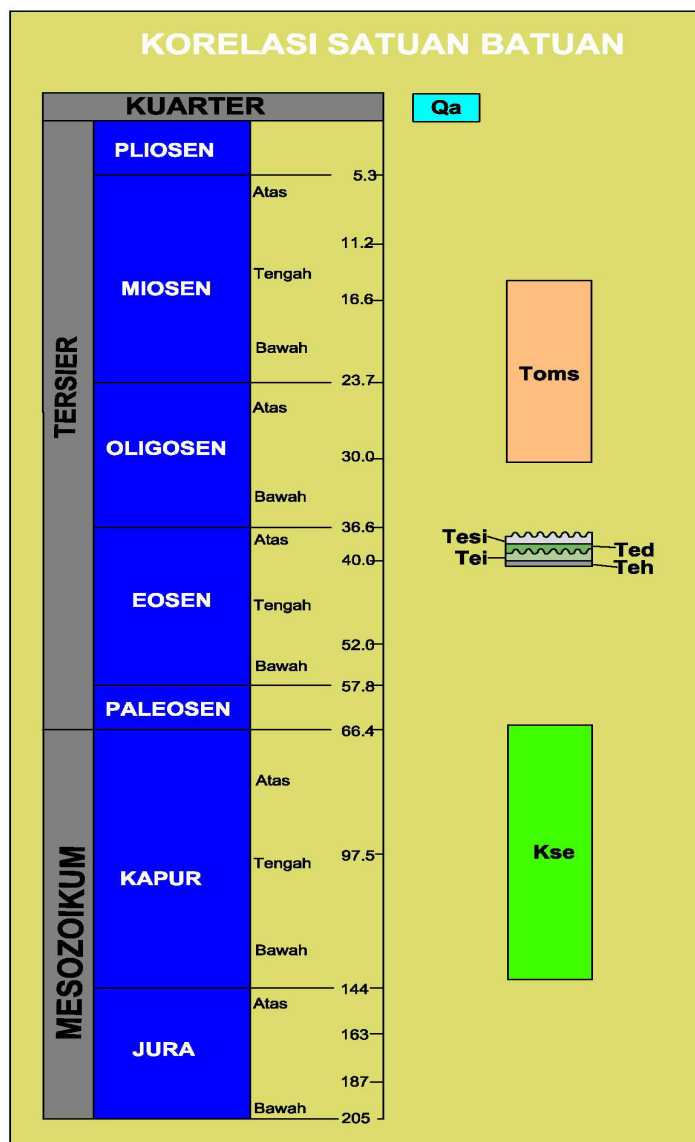 KORELASI SATUAN BATUAN
KUARTER
Qa
TERSIER
PLIOSEN
5.3
Atas
11.2
MIOSEN
Tengah
16.6
Bawah
23.7
Toms
Atas
OLIGOSEN
30.0
Bawah
36.6
Atas
40.0
Tesi
Ted
Tei
Teh
EOSEN
Tengah
52.0
Bawah
57.8
PALEOSEN
66.4
MESOZOIKUM
Atas
97.5
Kse
Tengah
KAPUR
Bawah
144
Atas
163
JURA
187
Bawah
205